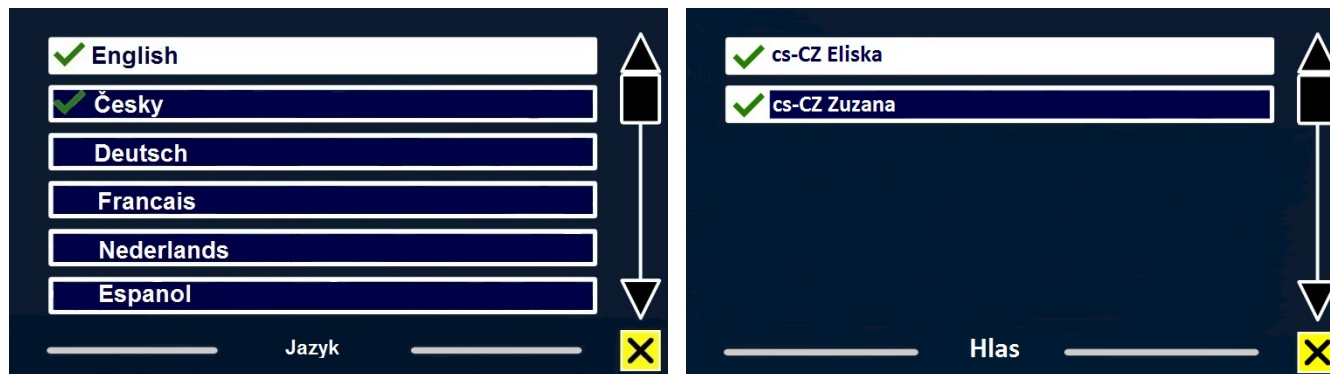 English
Česky
Deutsch
Francais
Nederlands
Espanol
Jazyk
cs-CZ Eliska
cs-CZ Zuzana
Hlas